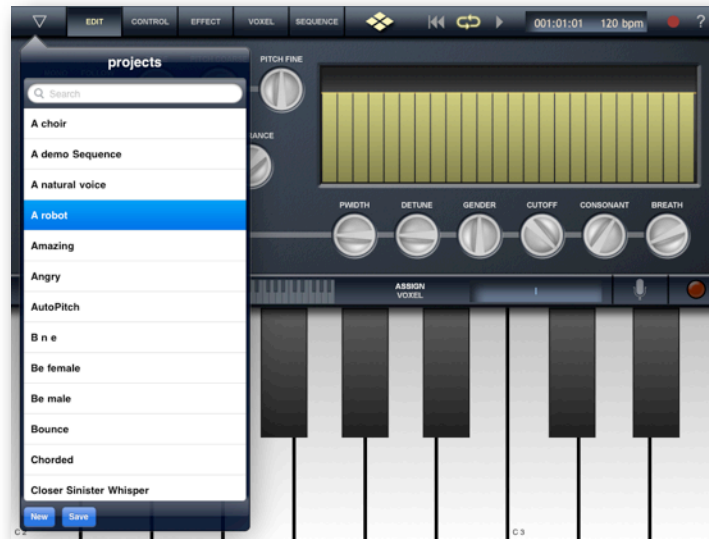 EDIT CONTROL EFFECT VOXEL SEQUENCE 001:01:01 120 bpm ?
projects
PITCH FINE
Search
A choir
A demo Sequence
A natural voice
A robot
Amazing
Angry
AutoPitch
B n e
Be female
Be male
Bounce
Chorded
Closer Sinister Whisper
New Save
PWIDTH DETUNE GENDER CUTOFF CONSONANT BREATH
ASSIGN
VOXEL
I
C 2
C 3